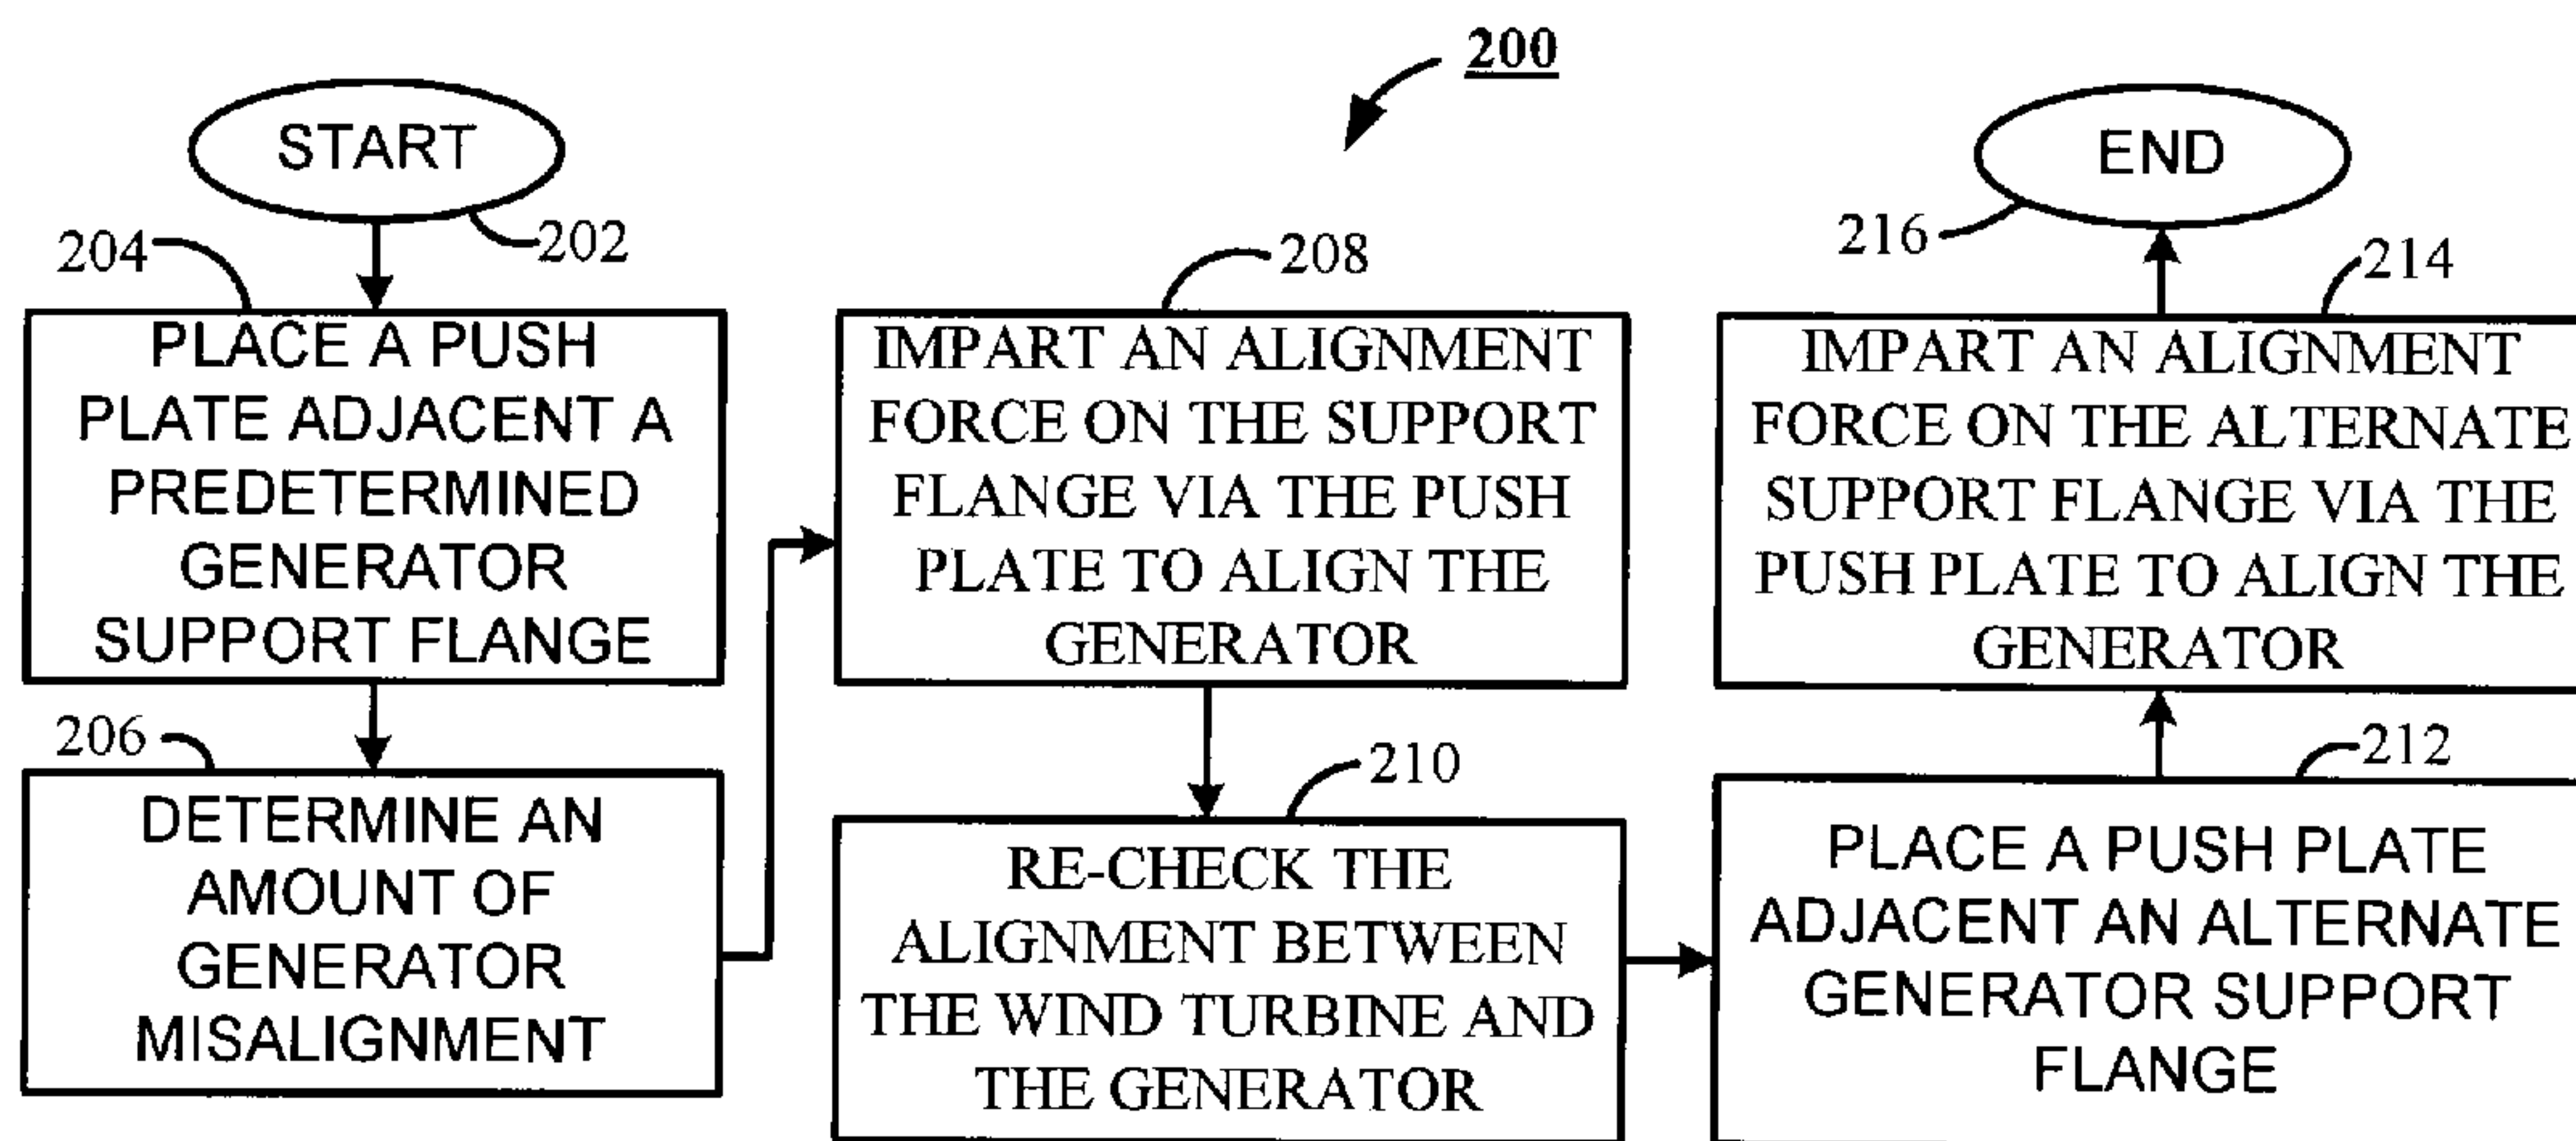 200
START
202
204
PLACE A PUSH
PLATE ADJACENT A
PREDETERMINED
GENERATOR
SUPPORT FLANGE
206
DETERMINE AN
AMOUNT OF
GENERATOR
MISALIGNMENT
208
IMPART AN ALIGNMENT
FORCE ON THE SUPPORT
FLANGE VIA THE PUSH
PLATE TO ALIGN THE
GENERATOR
210
RE-CHECK THE
ALIGNMENT BETWEEN
THE WIND TURBINE AND
THE GENERATOR
212
PLACE A PUSH PLATE
ADJACENT AN ALTERNATE
GENERATOR SUPPORT
FLANGE
214
IMPART AN ALIGNMENT
FORCE ON THE ALTERNATE
SUPPORT FLANGE VIA THE
PUSH PLATE TO ALIGN THE
GENERATOR
216
END